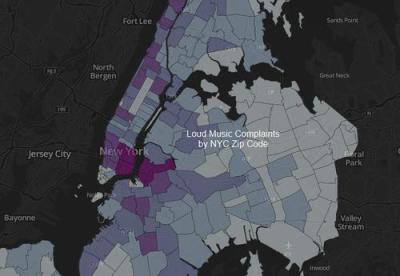 Fort Lee
Sands Point
North
Bergen
Great Neck
Loud Music Complaints
by NYC Zip Code
New York
Jersey City
Floral
Park
Bayonne
Valley
Stream
Inwood